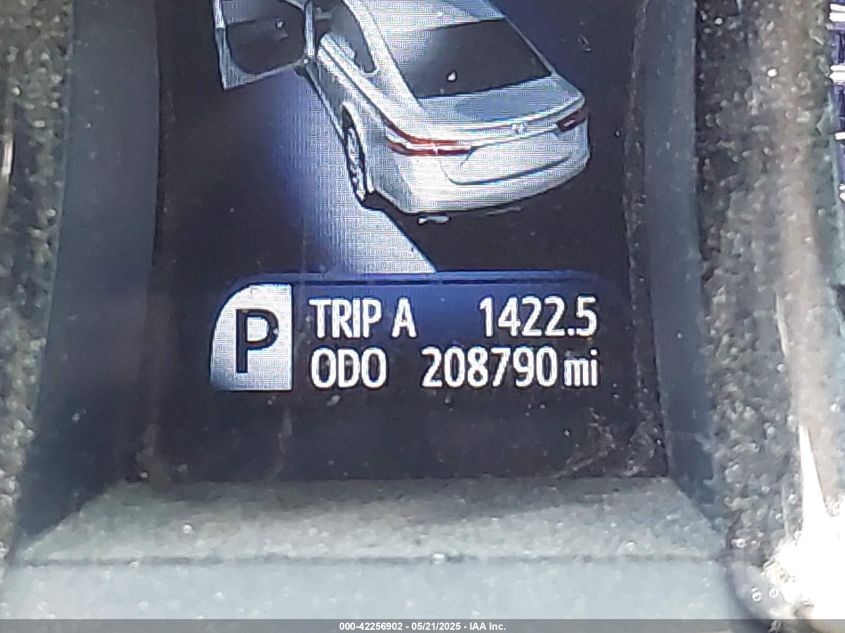 P
TRIP A 1422.5
ODO 208790 mi
000-42256902 - 05/21/2025 - IAA Inc.